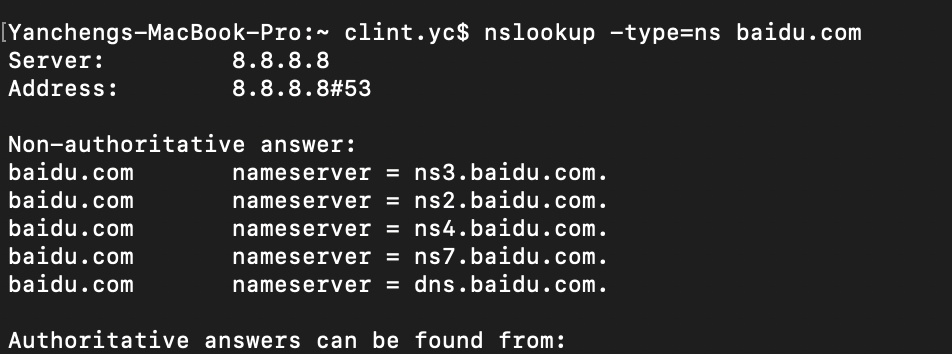 [Yanchengs-MacBook-Pro:~ clint.yc$ nslookup -type=ns baidu.com
Server:         8.8.8.8
Address:        8.8.8.8#53

Non-authoritative answer:
baidu.com       nameserver = ns3.baidu.com.
baidu.com       nameserver = ns2.baidu.com.
baidu.com       nameserver = ns4.baidu.com.
baidu.com       nameserver = ns7.baidu.com.
baidu.com       nameserver = dns.baidu.com.

Authoritative answers can be found from: